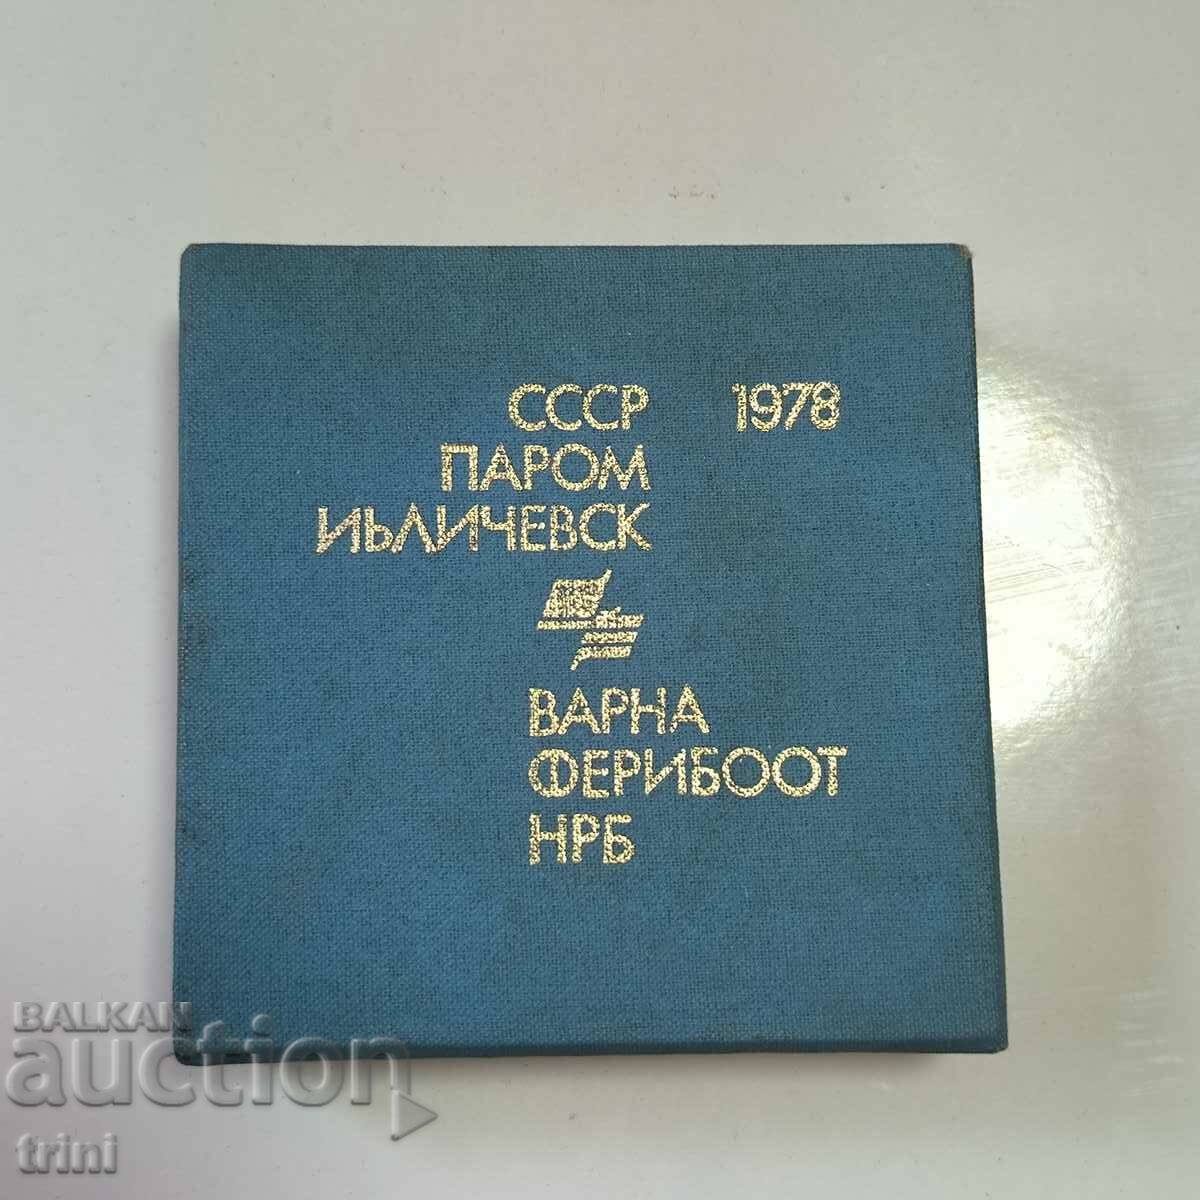 СССР 1978
ПАРОМ
ИЬЛИЧЕВСК
ВАРНА
ФЕРИБООТ
НРБ
BALKAN
auction
trini